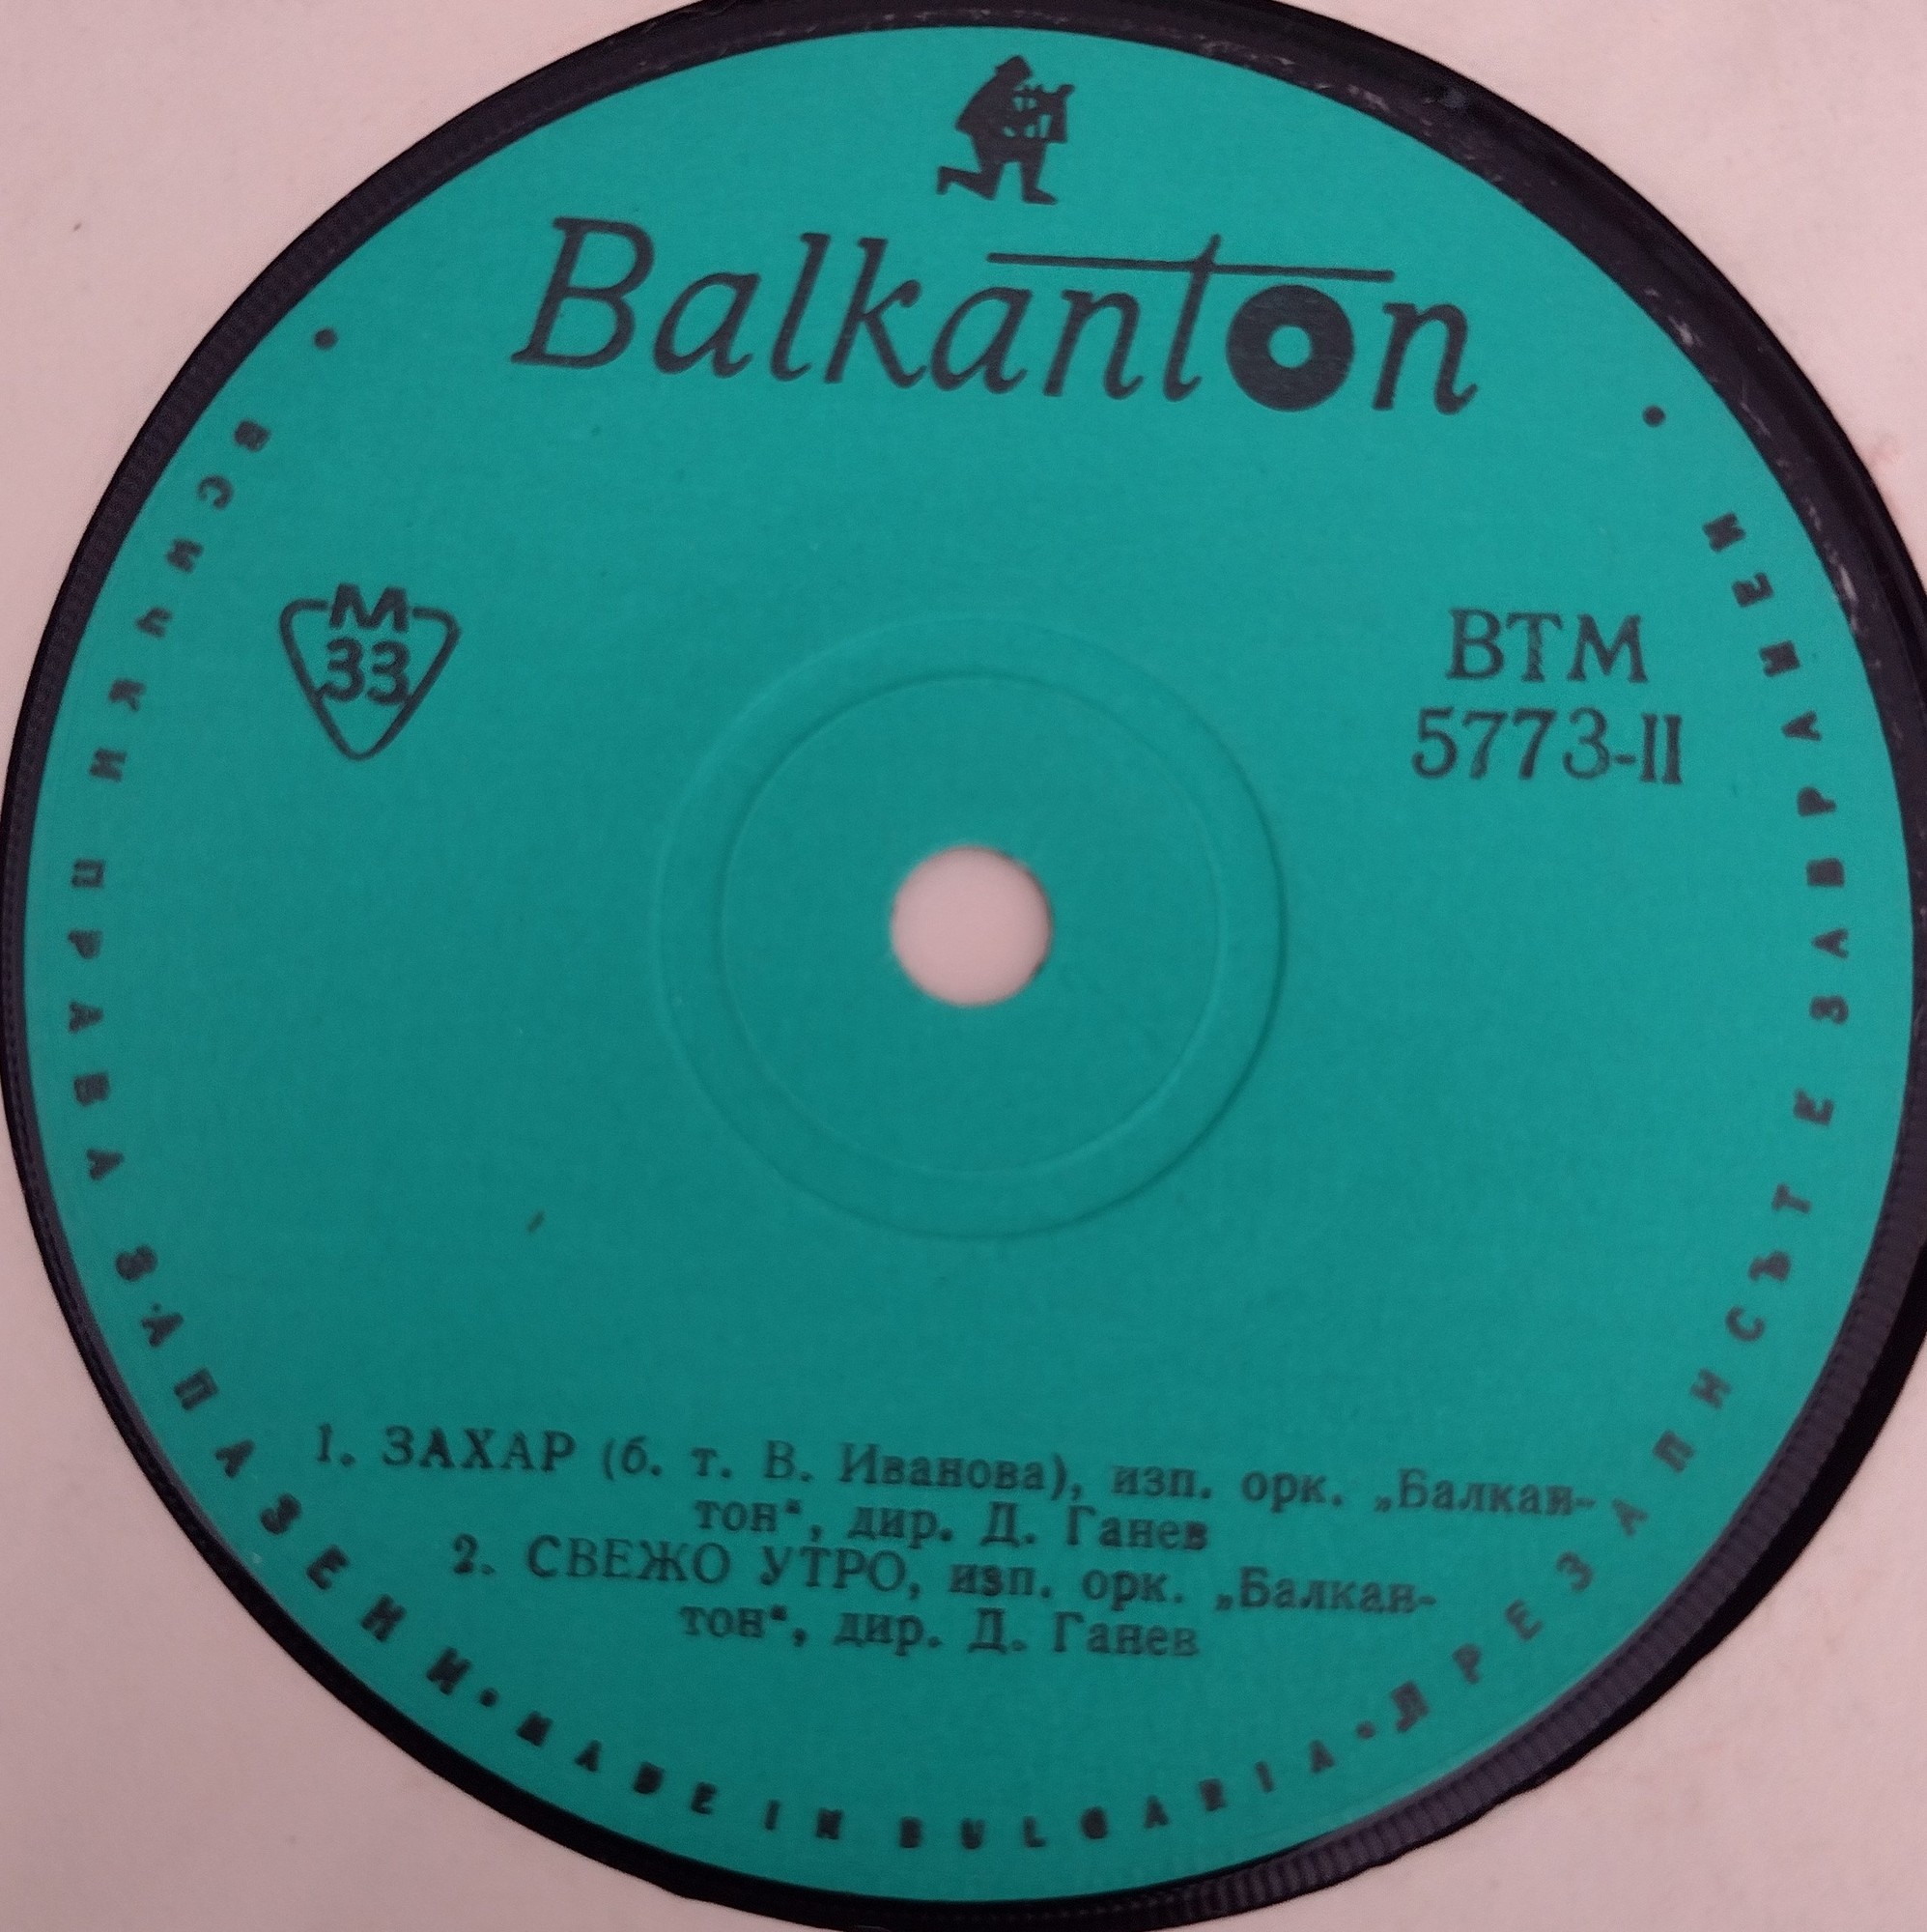 Balkanton
M
33
BTM
5773-II
1. ЗАХАР (б. т. В. Иванова), изп. орк. „Балкан-
тон“, дир. Д. Ганев
2. СВЕЖО УТРО, изп. орк. „Балкан-
тон“, дир. Д. Ганев
• ВСИЧКИ ПРАВА ЗАПАЗЕНИ • MADE IN BULGARIA • ПРЕЗАПИСЪТ Е ЗАБРАНЕН •